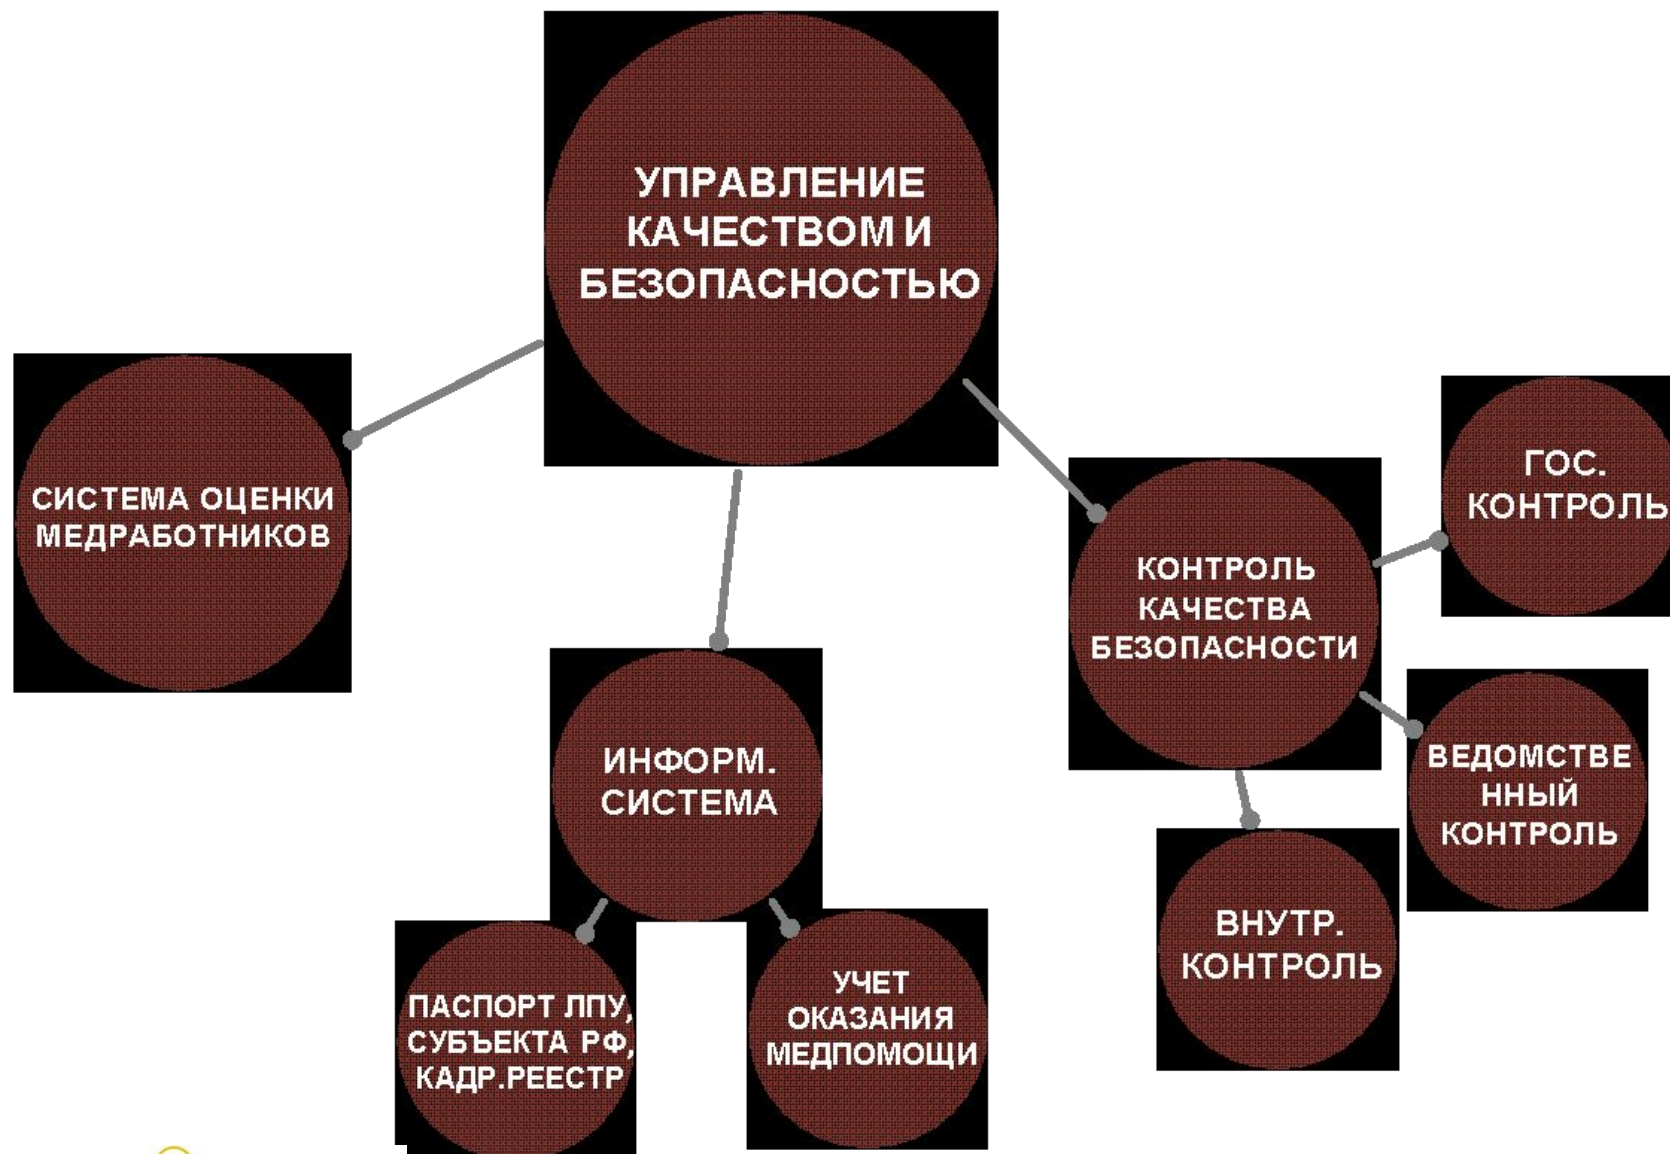 УПРАВЛЕНИЕ
КАЧЕСТВОМ И
БЕЗОПАСНОСТЬЮ
СИСТЕМА ОЦЕНКИ
МЕДРАБОТНИКОВ
ГОС.
КОНТРОЛЬ
КОНТРОЛЬ
КАЧЕСТВА
БЕЗОПАСНОСТИ
ИНФОРМ.
СИСТЕМА
ВЕДОМСТВЕ
ННЫЙ
КОНТРОЛЬ
ВНУТР.
КОНТРОЛЬ
ПАСПОРТ ЛПУ,
СУБЪЕКТА РФ,
КАДР.РЕЕСТР
УЧЕТ
ОКАЗАНИЯ
МЕДПОМОЩИ